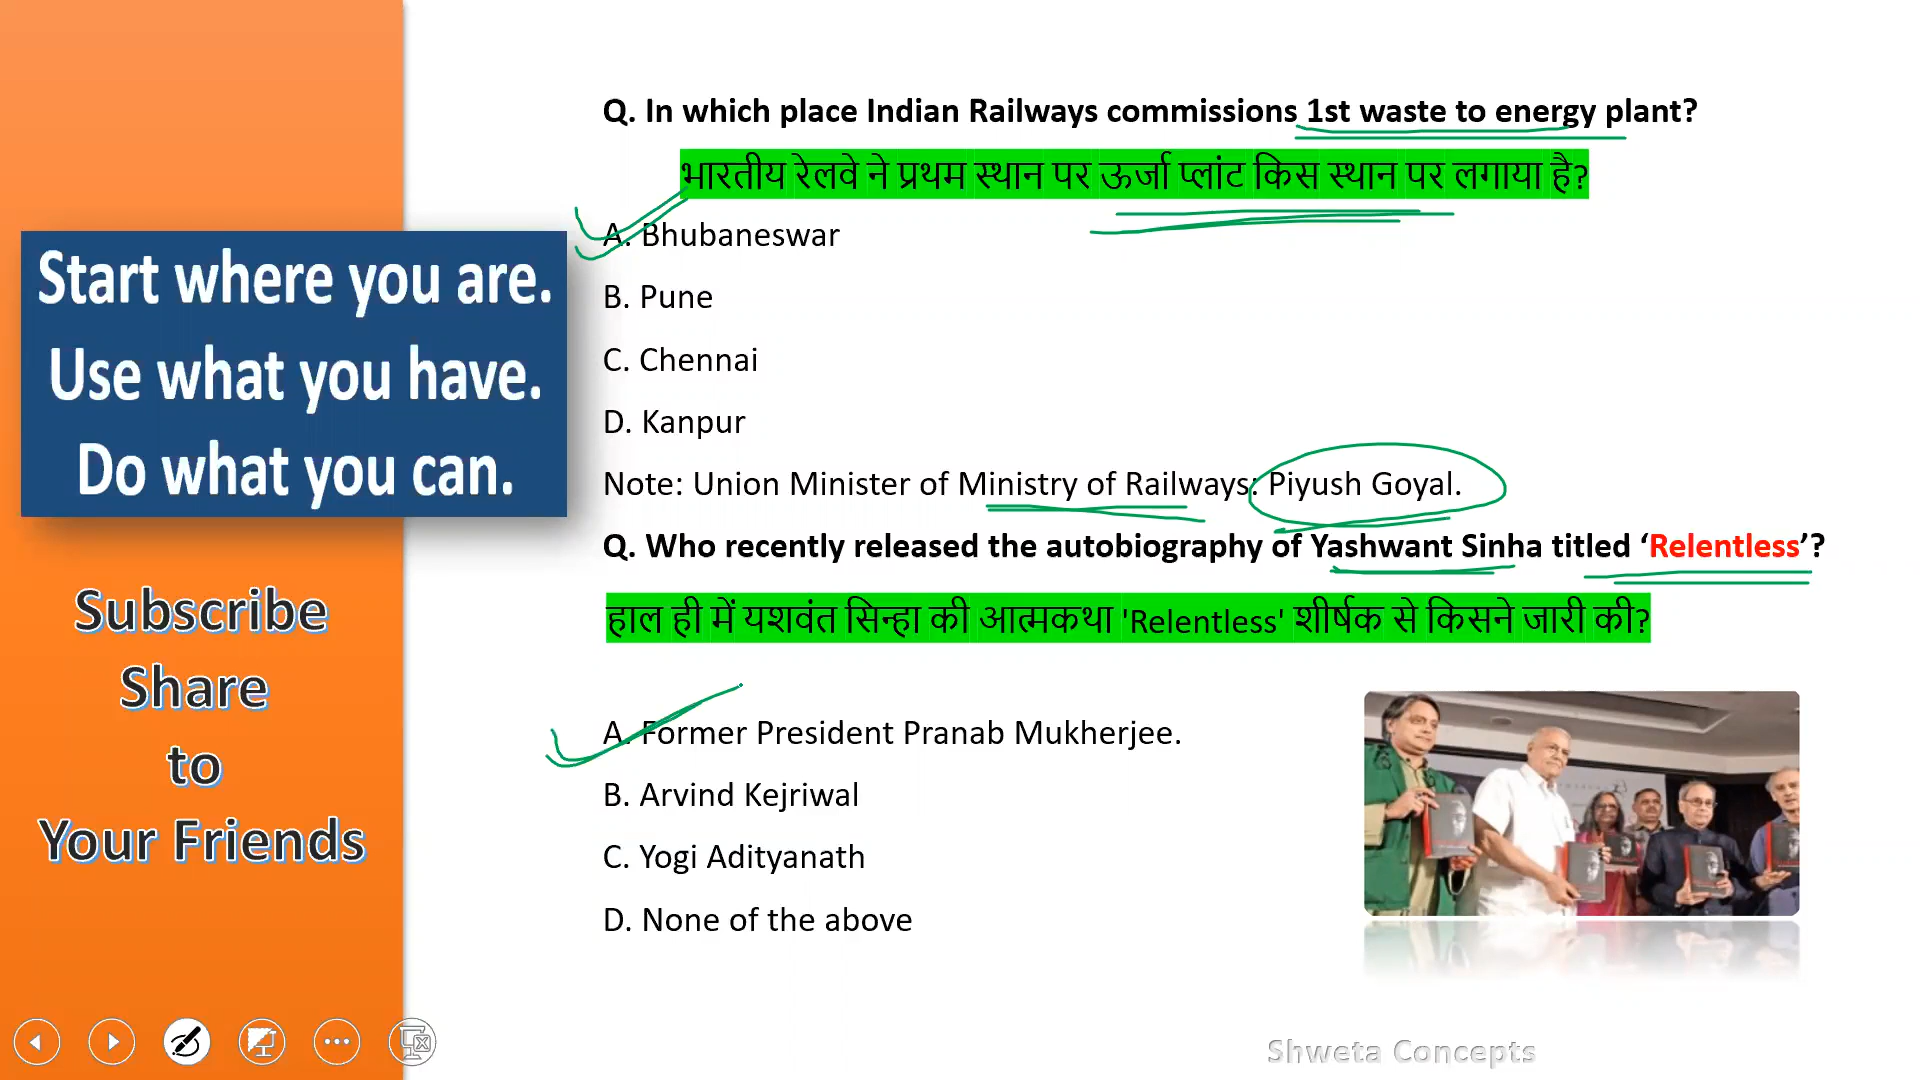 Q. In which place Indian Railways commissions 1st waste to energy plant?
भारतीय रेलवे ने प्रथम स्थान पर ऊर्जा प्लांट किस स्थान पर लगाया है?
A. Bhubaneswar
B. Pune
C. Chennai
D. Kanpur
Note: Union Minister of Ministry of Railways: Piyush Goyal.
Q. Who recently released the autobiography of Yashwant Sinha titled ‘Relentless’?
हाल ही में यशवंत सिन्हा की आत्मकथा 'Relentless' शीर्षक से किसने जारी की?
A. Former President Pranab Mukherjee.
B. Arvind Kejriwal
C. Yogi Adityanath
D. None of the above
Start where you are.
Use what you have.
Do what you can.
Subscribe
Share
to
Your Friends
Shweta Concepts